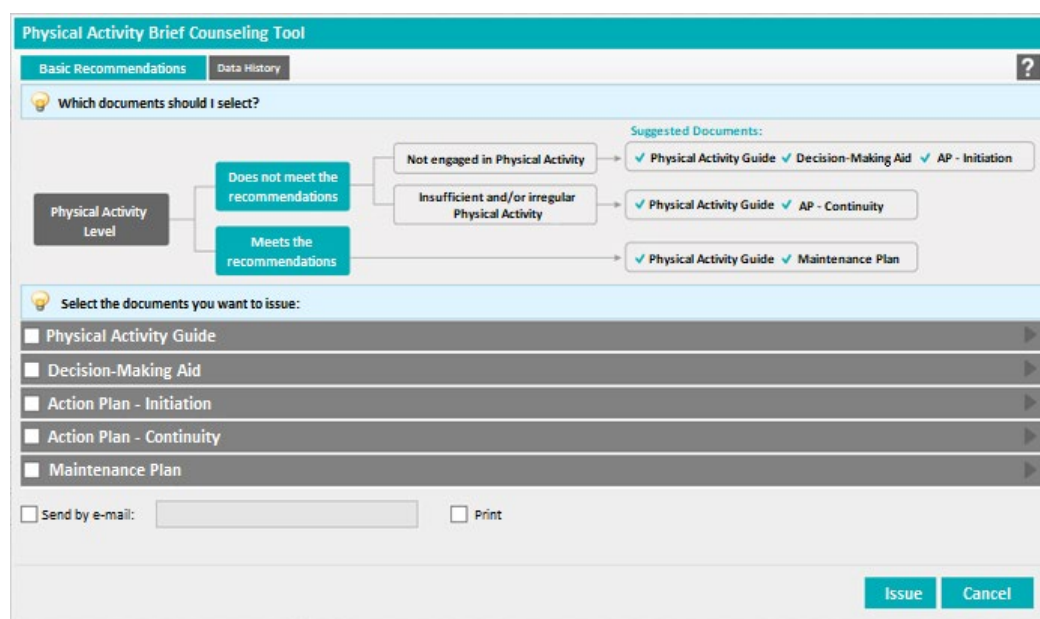 Physical Activity Brief Counseling Tool
Basic Recommendations
Data History
?
Which documents should I select?
Suggested Documents:
Not engaged in Physical Activity
✓ Physical Activity Guide ✓ Decision-Making Aid ✓ AP - Initiation
Does not meet the
recommendations
Insufficient and/or irregular
Physical Activity
✓ Physical Activity Guide ✓ AP - Continuity
Physical Activity
Level
Meets the
recommendations
✓ Physical Activity Guide ✓ Maintenance Plan
Select the documents you want to issue:
Physical Activity Guide
Decision-Making Aid
Action Plan - Initiation
Action Plan - Continuity
Maintenance Plan
Send by e-mail:
Print
Issue
Cancel